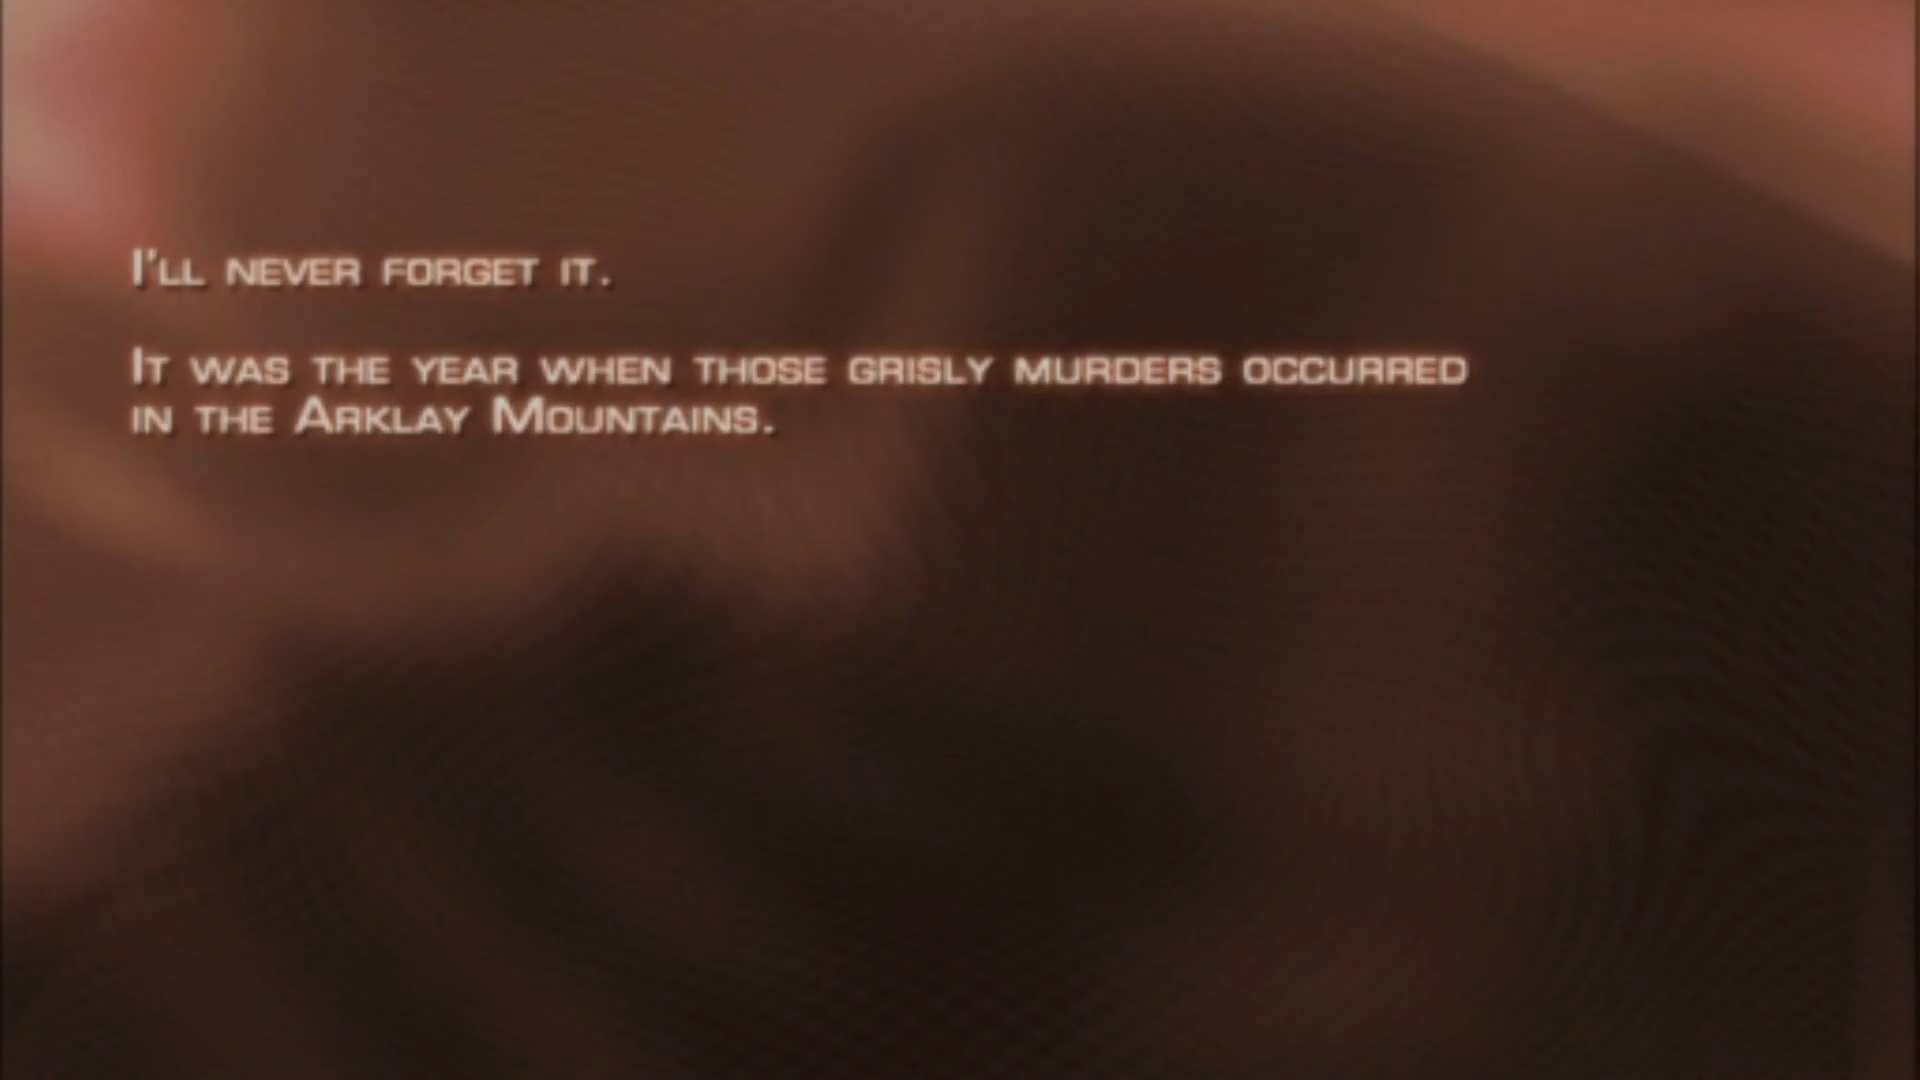 I'll never forget it.
It was the year when those grisly murders occurred
in the Arklay Mountains.